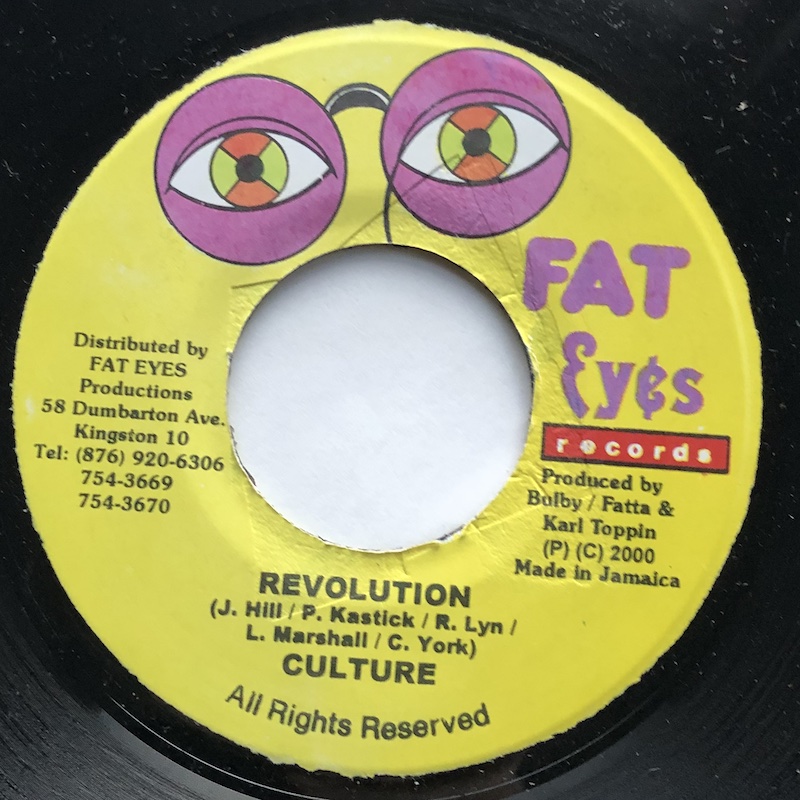 FAT
Eyes
records
Distributed by
FAT EYES
Productions
58 Dumbarton Ave.
Kingston 10
Tel: (876) 920-6306
754-3669
754-3670
Produced by
Bulby / Fatta &
Karl Toppin
(P) (C) 2000
Made in Jamaica
REVOLUTION
(J. Hill / P. Kastick / R. Lyn /
L. Marshall / C. York)
CULTURE
All Rights Reserved